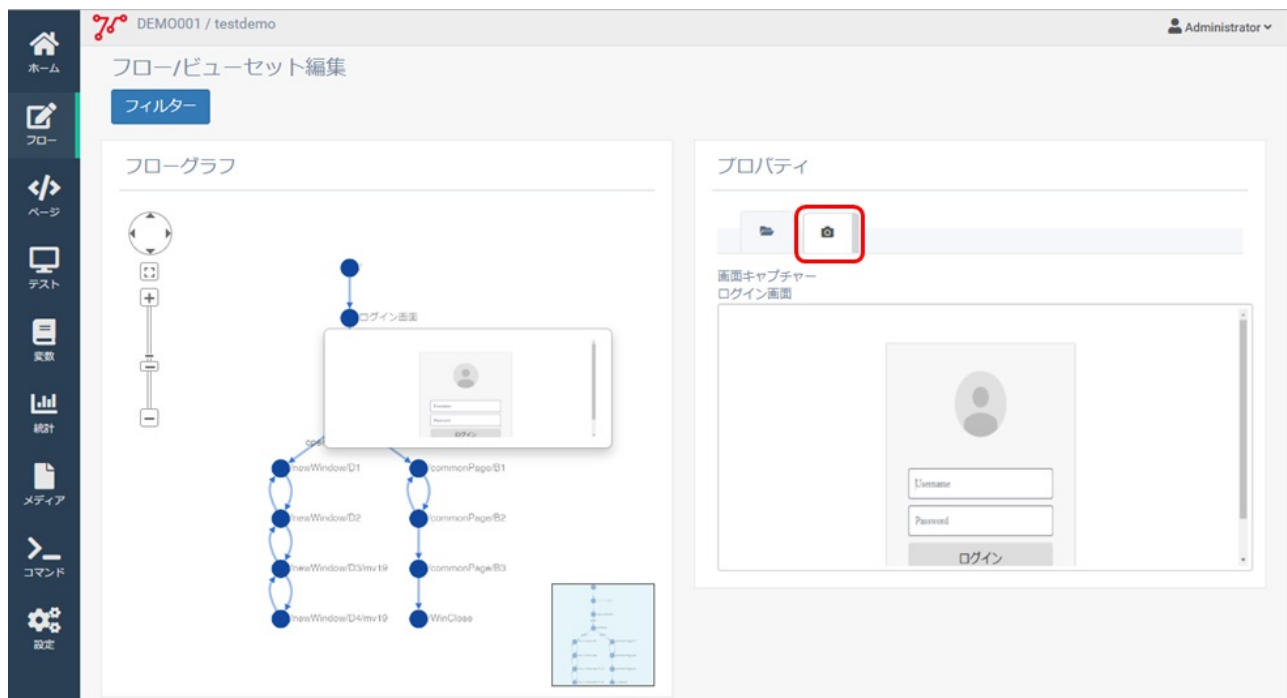 DEMO001 / testdemo
Administrator
ホーム
フロー
ページ
テスト
変数
統計
メディア
コマンド
設定
フロー/ビューセット編集
フィルター
フローグラフ
/
ログイン画面
Username
Password
ログイン
ope
/newWindow/D1
/commonPage/B1
/newWindow/D2
/commonPage/B2
/newWindow/D3/mv19
/commonPage/B3
/newWindow/D4/mv19
/WinClose
プロパティ
画面キャプチャー
ログイン画面
Username
Password
ログイン